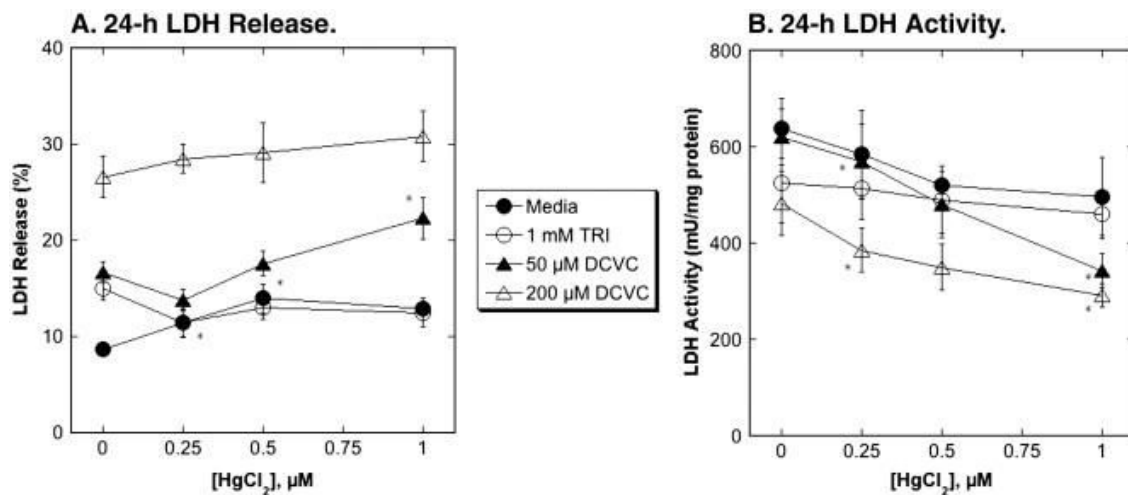 A. 24-h LDH Release.
40
30
20
10
0
LDH Release (%)
0 0.25 0.5 0.75 1
[HgCl₂], µM
*
*
*
Media
1 mM TRI
50 µM DCVC
200 µM DCVC
B. 24-h LDH Activity.
800
600
400
200
0
LDH Activity (mU/mg protein)
0 0.25 0.5 0.75 1
[HgCl₂], µM
*
*
*
*